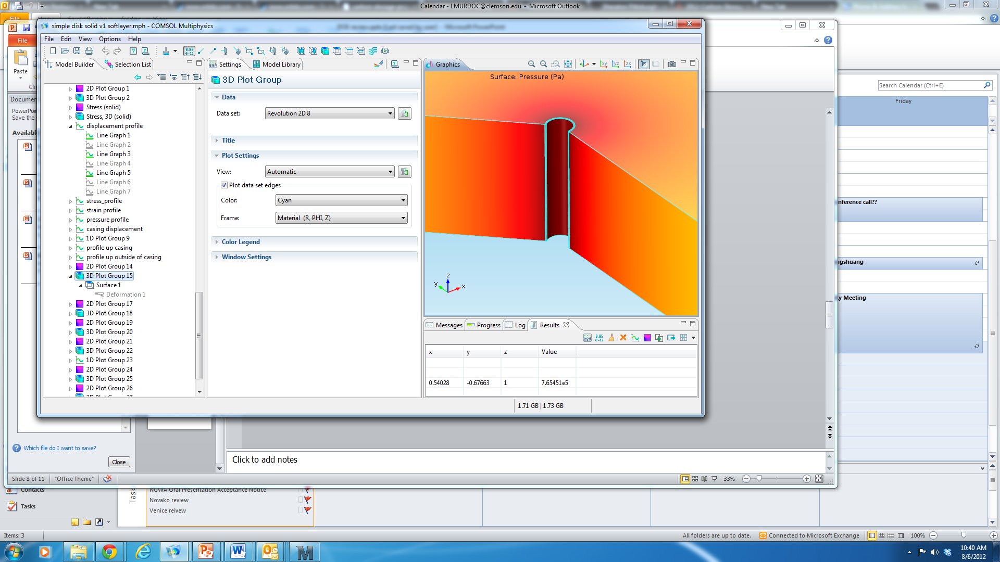 Calendar - LMURDOC@clemson.edu - Microsoft Outlook
File
simple disk solid v1 softlayer.mph - COMSOL Multiphysics
File Edit View Options Help
File
Paste
Model Builder
Selection List
Settings
Model Library
Graphics
3D Plot Group
Data
Data set:
Revolution 2D 8
Title
Plot Settings
View:
Automatic
Plot data set edges
Color:
Cyan
Frame:
Material (R, PHI, Z)
Color Legend
Window Settings
2D Plot Group 1
3D Plot Group 2
Stress (solid)
Stress, 3D (solid)
displacement profile
Line Graph 1
Line Graph 2
Line Graph 3
Line Graph 4
Line Graph 5
Line Graph 6
Line Graph 7
stress_profile
strain profile
pressure profile
casing displacement
1D Plot Group 9
profile up casing
profile up outside of casing
2D Plot Group 14
3D Plot Group 15
Surface 1
Deformation 1
2D Plot Group 17
3D Plot Group 18
2D Plot Group 19
3D Plot Group 20
2D Plot Group 21
3D Plot Group 22
1D Plot Group 23
2D Plot Group 24
3D Plot Group 25
2D Plot Group 26
Surface: Pressure (Pa)
z
y
x
Messages
Progress
Log
Results
8.85
e-12
x y z Value
0.54028 -0.67663 1 7.65451e5
1.71 GB | 1.73 GB
Search Calendar (Ctrl+E)
Friday
nference call??
gshuang
y Meeting
Docume
PowerPoin
Save the
Availabl
Which file do I want to save?
Close
Click to add notes
Slide 8 of 11
"Office Theme"
33%
Contacts
Tasks
Task
NGWA Oral Presentation Acceptance Notice
Novako review
Venice reivew
Items: 3
All folders are up to date.
Connected to Microsoft Exchange
100%
10:40 AM
8/6/2012